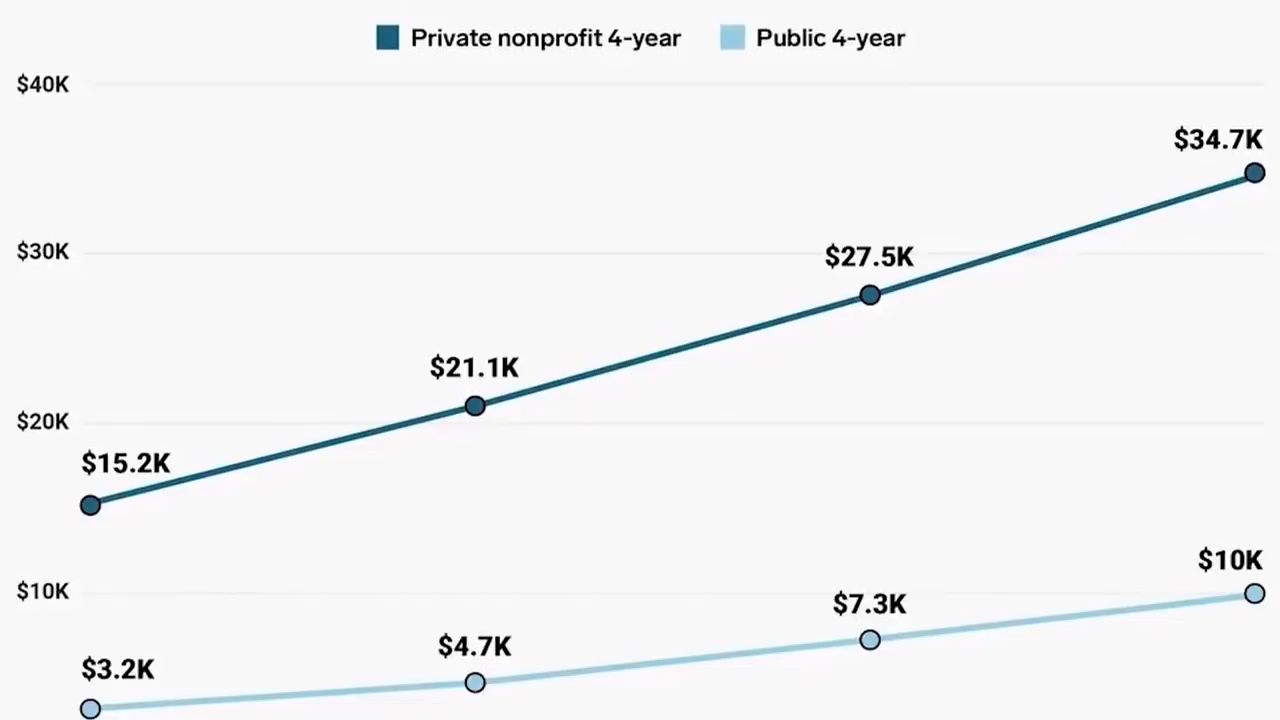 Private nonprofit 4-year Public 4-year
$40K
$34.7K
$30K
$27.5K
$21.1K
$20K
$15.2K
$10K
$10K
$7.3K
$4.7K
$3.2K